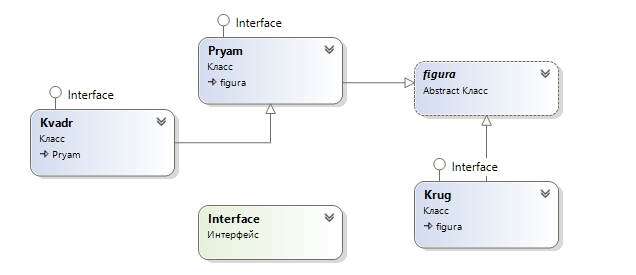 Interface
Pryam
Класс
figura
figura
Abstract Класс
Interface
Kvadr
Класс
Pryam
Interface
Krug
Класс
figura
Interface
Интерфейс